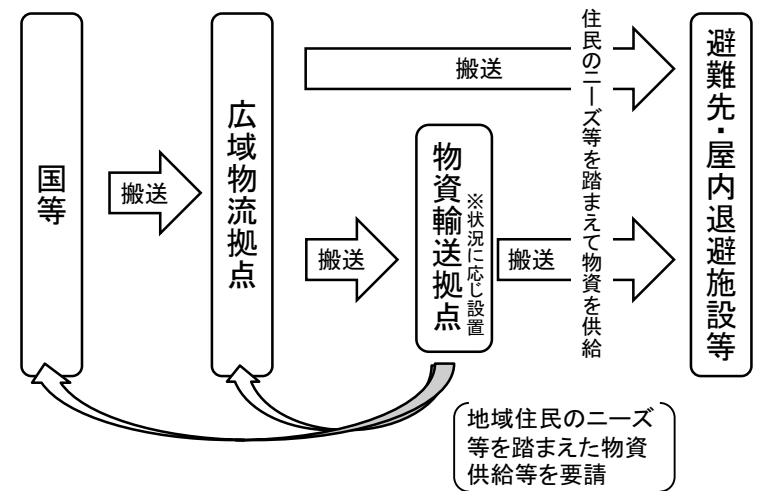 国等
搬送
広域物流拠点
搬送
搬送
物資輸送拠点
※状況に応じ設置
搬送
住民のニーズ等を踏まえて物資を供給
避難先・屋内退避施設等
地域住民のニーズ
等を踏まえた物資
供給等を要請